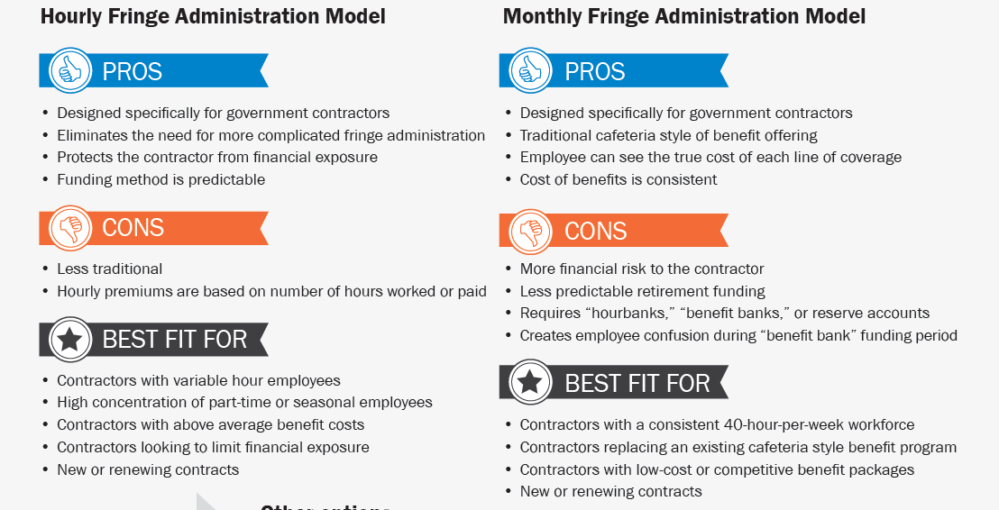 Hourly Fringe Administration Model
PROS
• Designed specifically for government contractors
• Eliminates the need for more complicated fringe administration
• Protects the contractor from financial exposure
• Funding method is predictable
CONS
• Less traditional
• Hourly premiums are based on number of hours worked or paid
BEST FIT FOR
• Contractors with variable hour employees
• High concentration of part-time or seasonal employees
• Contractors with above average benefit costs
• Contractors looking to limit financial exposure
• New or renewing contracts
Monthly Fringe Administration Model
PROS
• Designed specifically for government contractors
• Traditional cafeteria style of benefit offering
• Employee can see the true cost of each line of coverage
• Cost of benefits is consistent
CONS
• More financial risk to the contractor
• Less predictable retirement funding
• Requires “hourbanks,” “benefit banks,” or reserve accounts
• Creates employee confusion during “benefit bank” funding period
BEST FIT FOR
• Contractors with a consistent 40-hour-per-week workforce
• Contractors replacing an existing cafeteria style benefit program
• Contractors with low-cost or competitive benefit packages
• New or renewing contracts
Other options